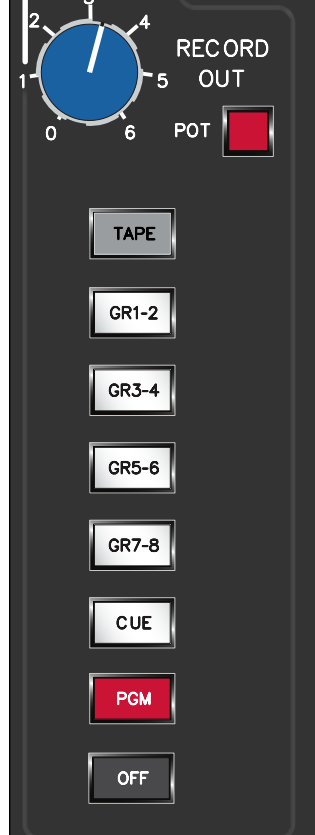 3
2
4
1
5
0
6
RECORD
OUT
POT
TAPE
GR1-2
GR3-4
GR5-6
GR7-8
CUE
PGM
OFF